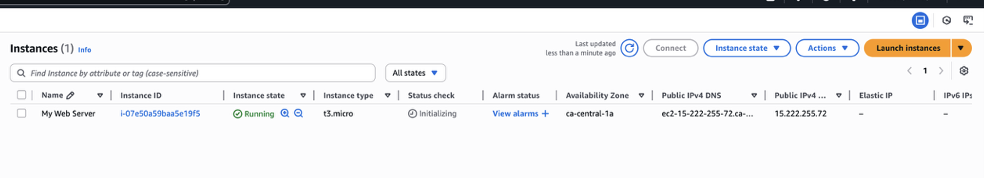 Instances (1) Info
Last updated
less than a minute ago
Connect
Instance state
Actions
Launch instances
Find Instance by attribute or tag (case-sensitive)
All states
1
Name Instance ID Instance state Instance type Status check Alarm status Availability Zone Public IPv4 DNS Public IPv4 ... Elastic IP IPv6 IPs
My Web Server i-07e50a59baa5e19f5 Running t3.micro Initializing View alarms + ca-central-1a ec2-15-222-255-72.ca-... 15.222.255.72 – –